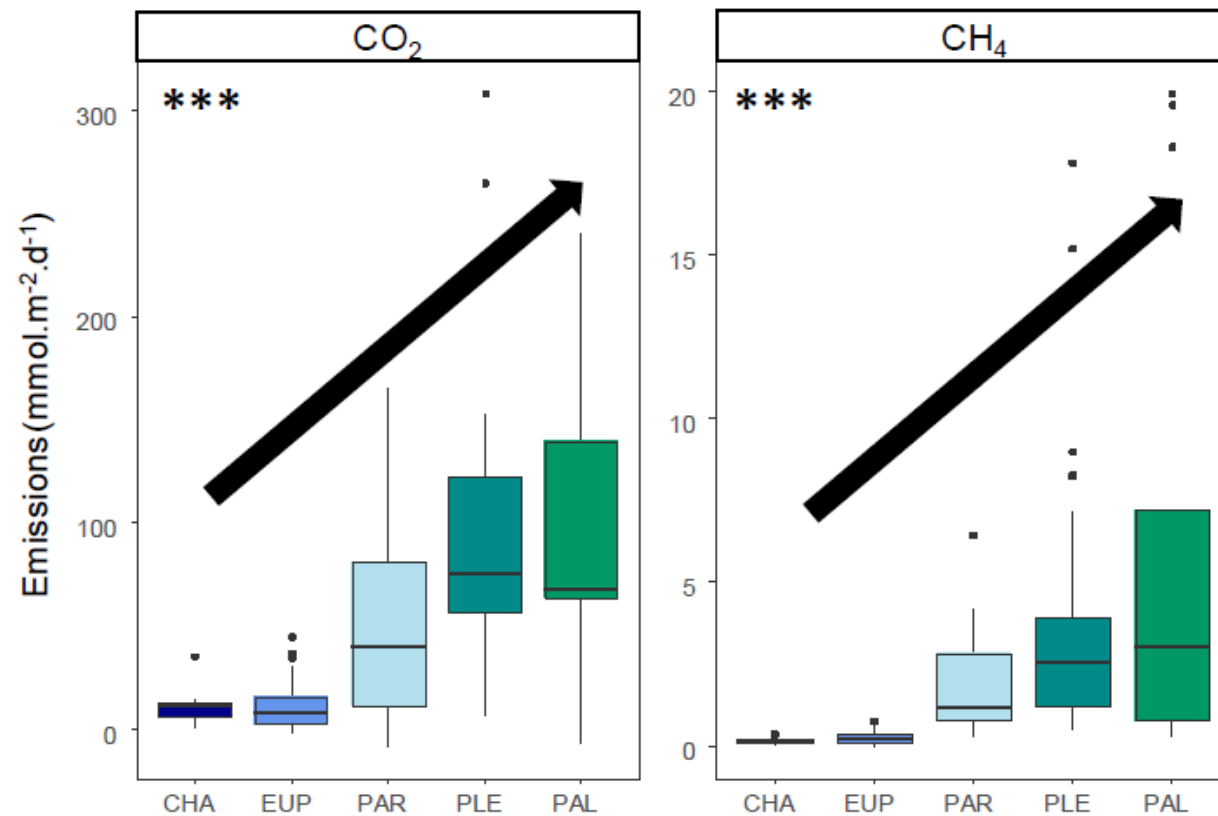 CO₂ CH₄
*** ***
300
200
100
0
20
15
10
5
0
Emissions (mmol.m⁻².d⁻¹)
CHA EUP PAR PLE PAL
CHA EUP PAR PLE PAL